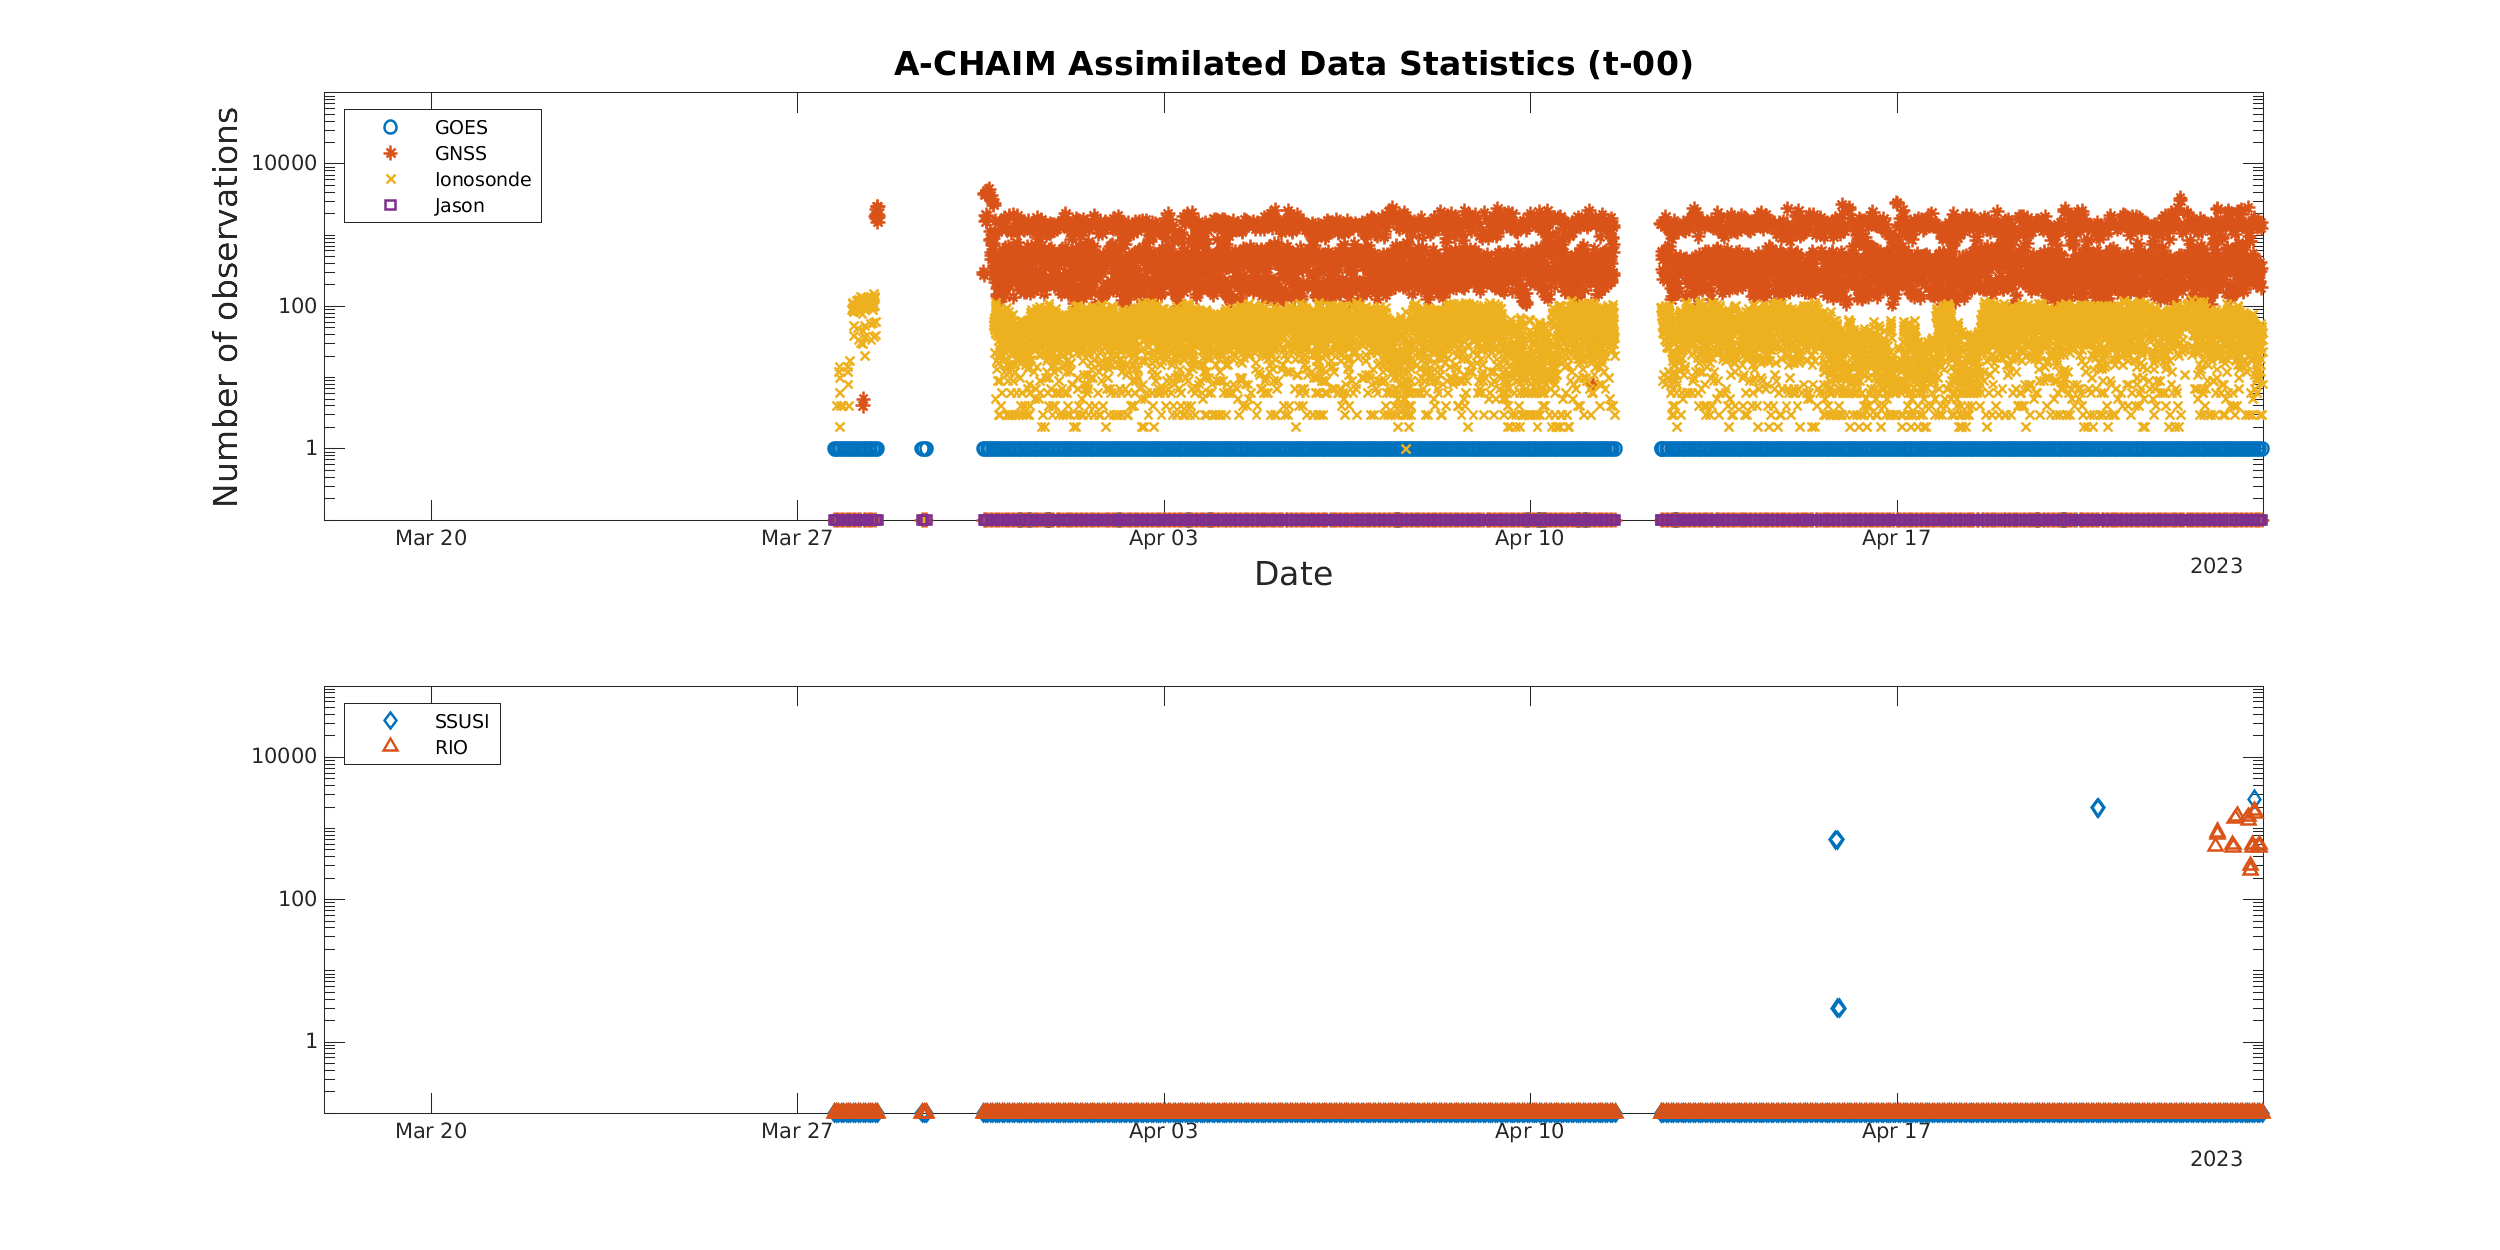 A-CHAIM Assimilated Data Statistics (t-00)
Number of observations
10000
100
1
GOES
GNSS
Ionosonde
Jason
Mar 20 Mar 27 Apr 03 Apr 10 Apr 17
2023
Date
10000
100
1
SSUSI
RIO
Mar 20 Mar 27 Apr 03 Apr 10 Apr 17
2023